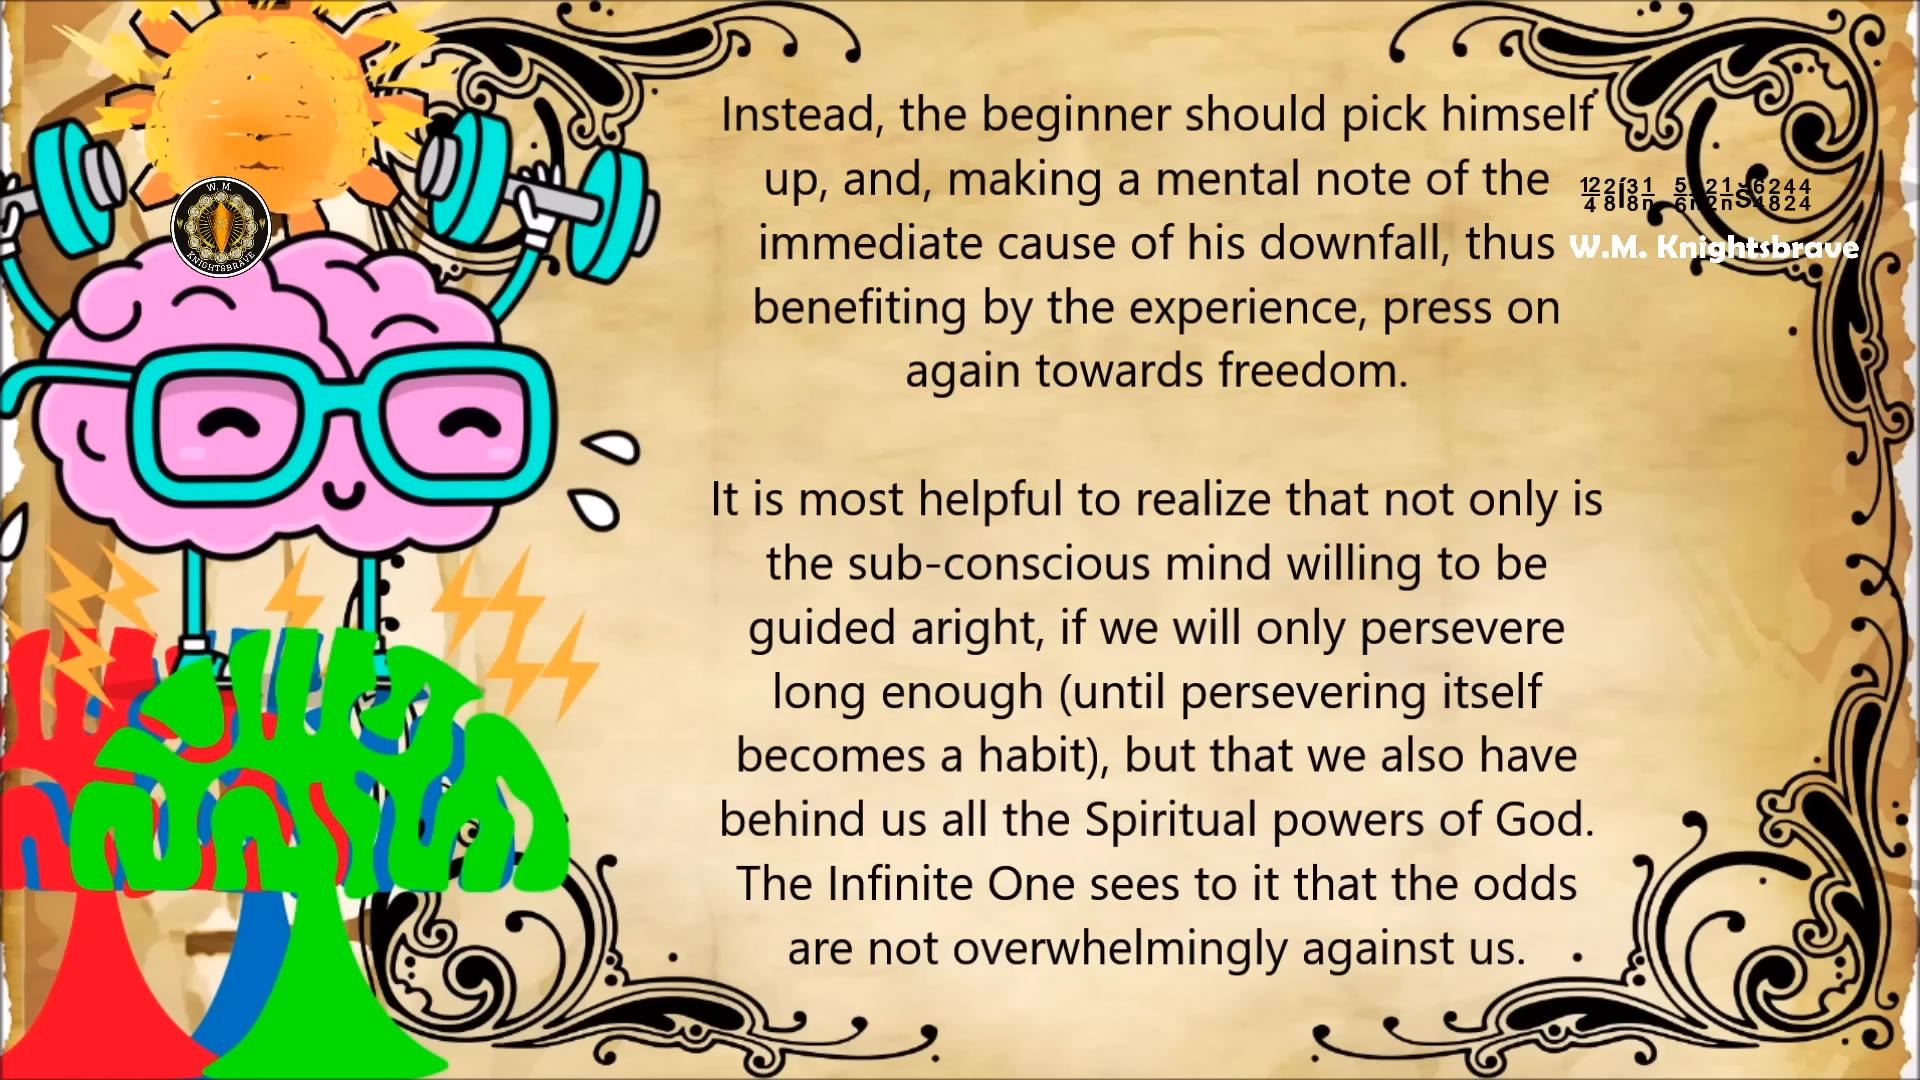 Instead, the beginner should pick himself
up, and, making a mental note of the
immediate cause of his downfall, thus
benefiting by the experience, press on
again towards freedom.
It is most helpful to realize that not only is
the sub-conscious mind willing to be
guided aright, if we will only persevere
long enough (until persevering itself
becomes a habit), but that we also have
behind us all the Spiritual powers of God.
The Infinite One sees to it that the odds
are not overwhelmingly against us.
W.M. Knightsbrave
W. M.
KNIGHTSBRAVE